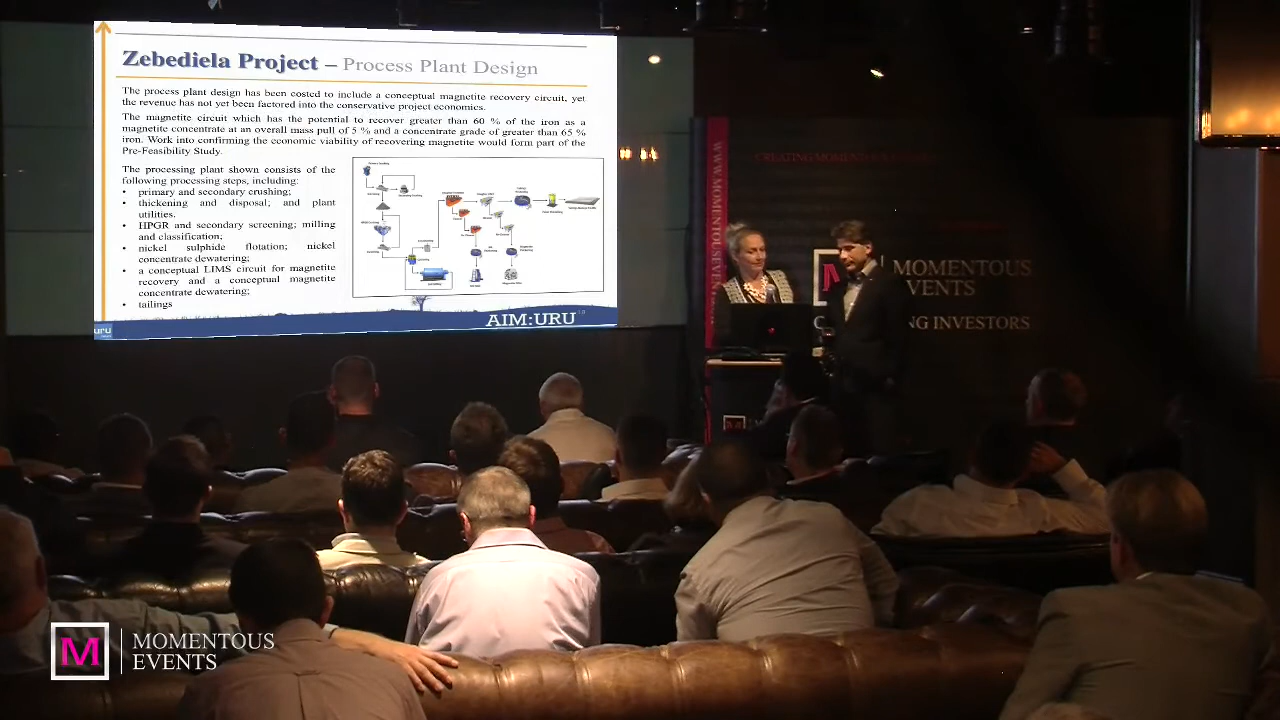 Zebediela Project – Process Plant Design
The process plant design has been costed to include a conceptual magnetite recovery circuit, yet
the revenue has not yet been factored into the conservative project economics.
The magnetite circuit which has the potential to recover greater than 60 % of the iron as a
magnetite concentrate at an overall mass pull of 5 % and a concentrate grade of greater than 65 %
iron. Work into confirming the economic viability of recovering magnetite would form part of the
Pre-Feasibility Study.
The processing plant shown consists of the
following processing steps, including:
• primary and secondary crushing;
• thickening and disposal; and plant
utilities.
• HPGR and secondary screening; milling
and classification;
• nickel sulphide flotation; nickel
concentrate dewatering;
• a conceptual LIMS circuit for magnetite
recovery and a conceptual magnetite
concentrate dewatering;
• tailings
AIM:URU
uru
WWW.MOMENTOUSEVEN
CREATING MOMENTOUS
M
MOMENTOUS
EVENTS
NG INVESTORS
M
MOMENTOUS
EVENTS